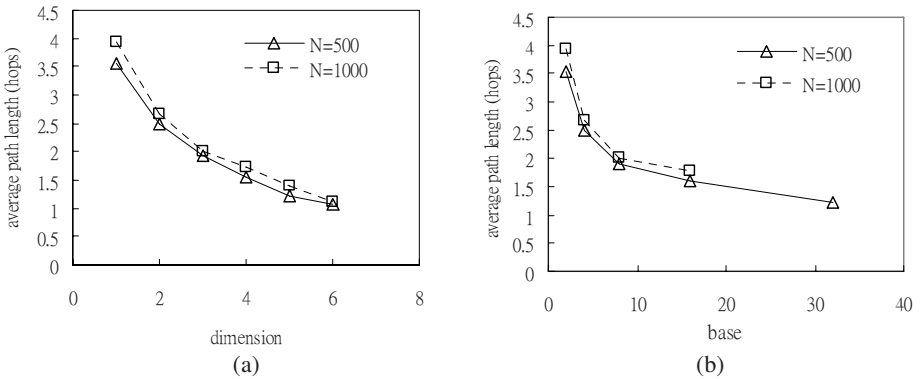 4.5
4
3.5
3
2.5
2
1.5
1
0.5
0
average path length (hops)
N=500
N=1000
0 2 4 6 8
dimension
(a)
4.5
4
3.5
3
2.5
2
1.5
1
0.5
0
average path length (hops)
N=500
N=1000
0 10 20 30 40
base
(b)